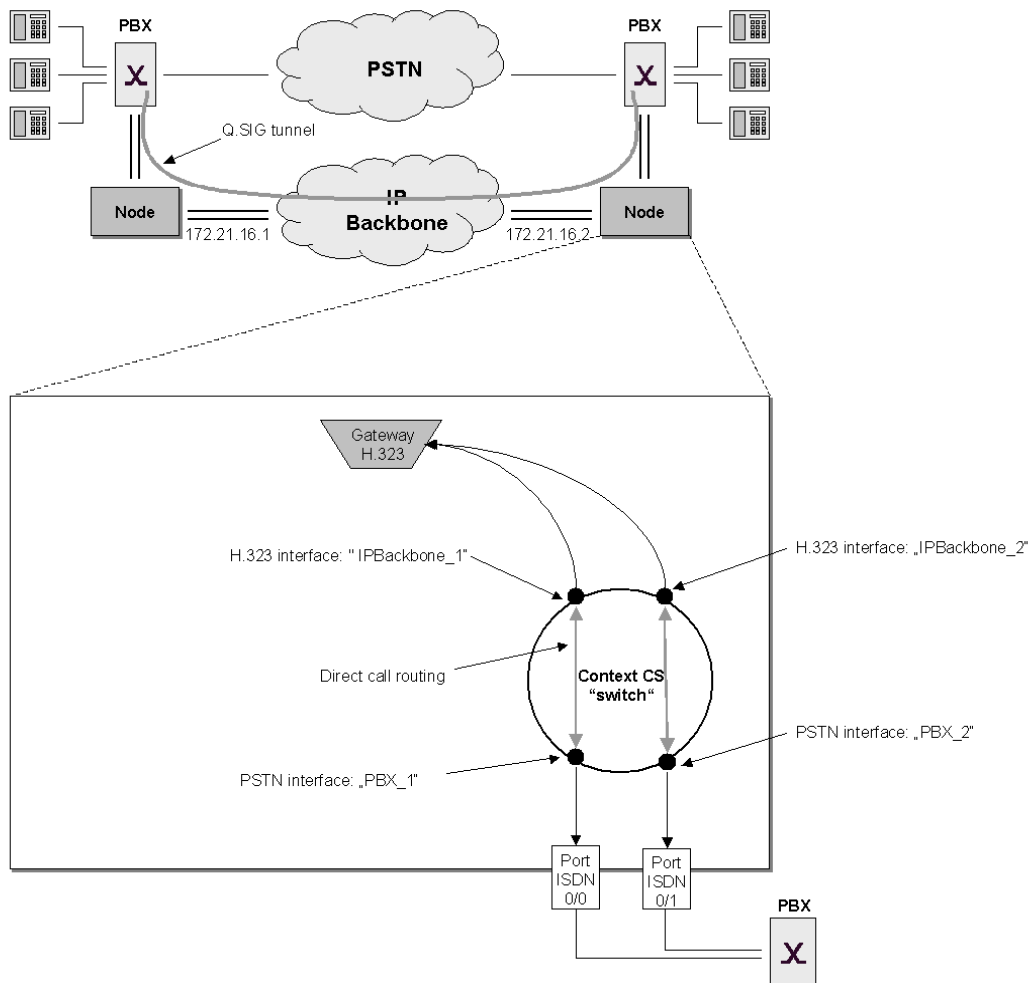 PBX
PBX
PSTN
Q.SIG tunnel
IP
Backbone
Node
Node
172.21.16.1
172.21.16.2
Gateway
H.323
H.323 interface: " IPBackbone_1"
H.323 interface: „IPBackbone_2"
Direct call routing
Context CS
“switch“
PSTN interface: „PBX_2"
PSTN interface: „PBX_1"
Port
ISDN
0/0
Port
ISDN
0/1
PBX